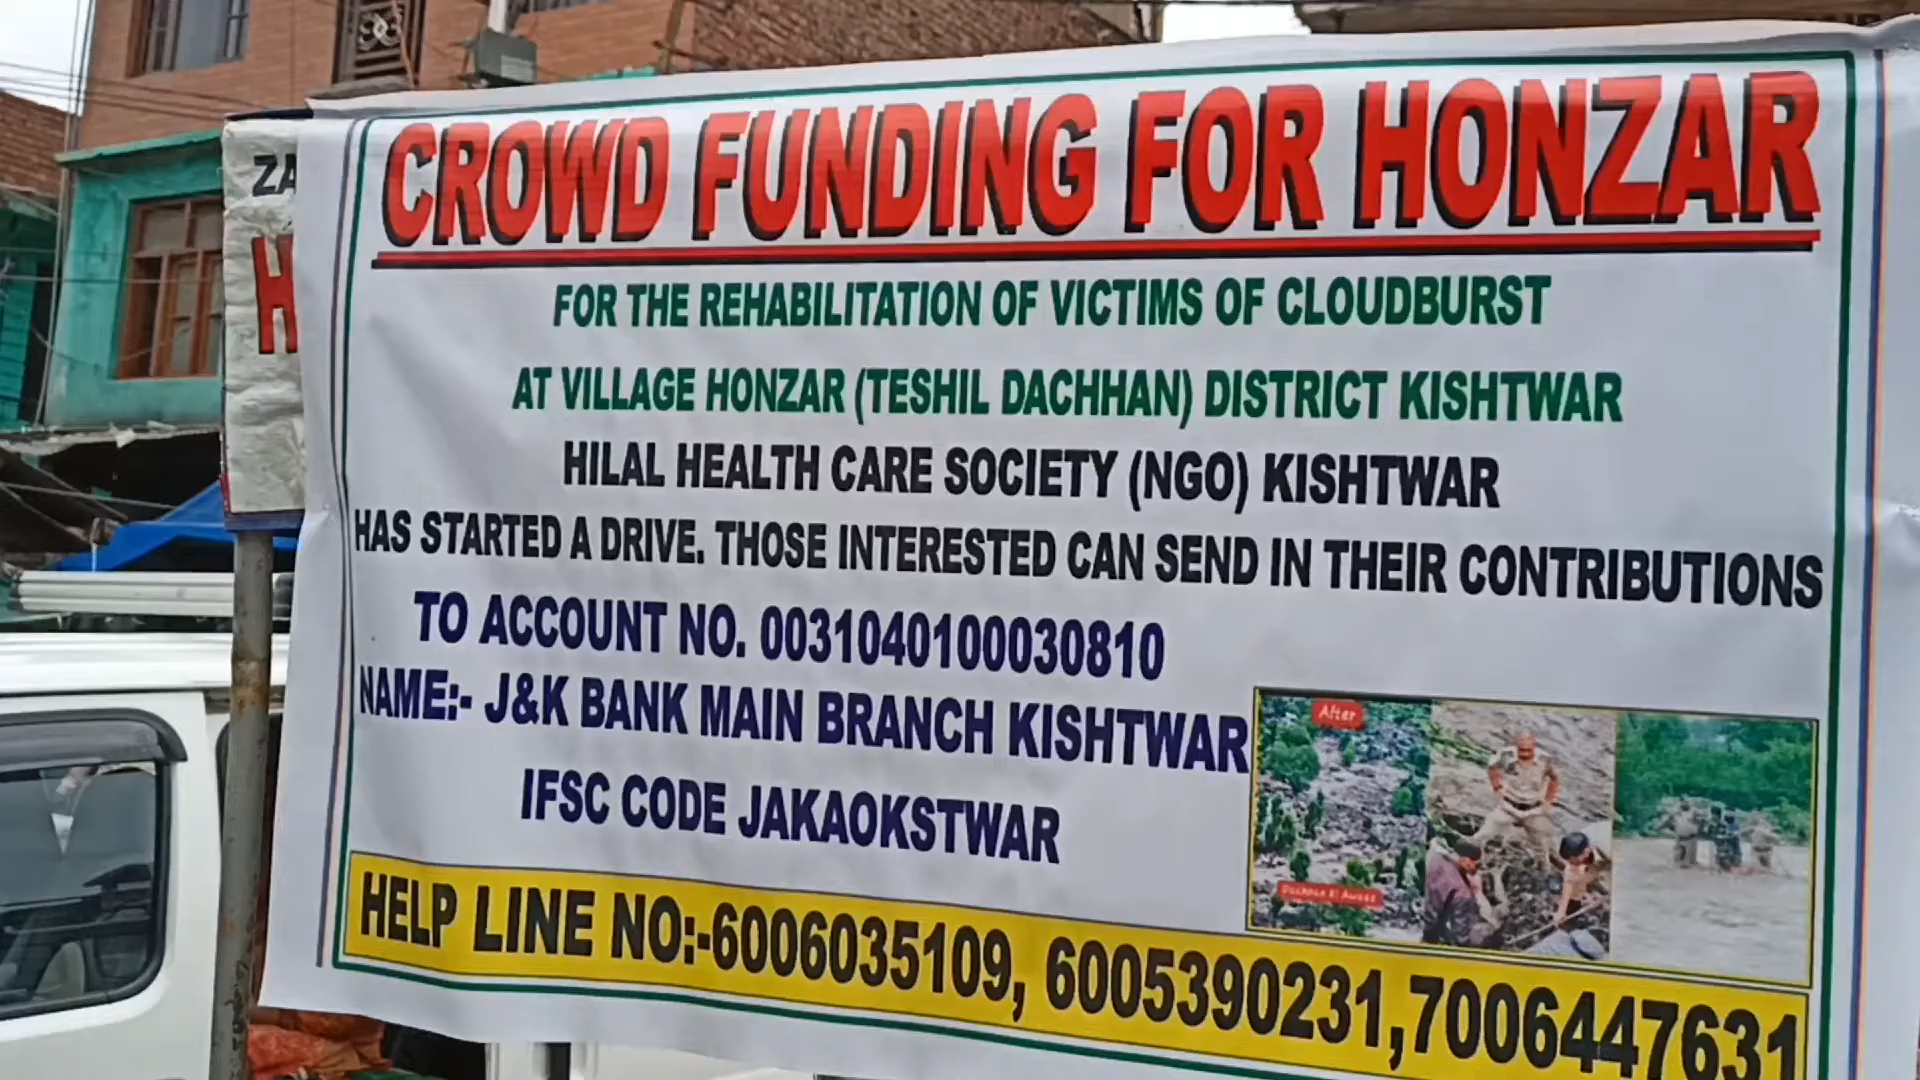 CROWD FUNDING FOR HONZAR
FOR THE REHABILITATION OF VICTIMS OF CLOUDBURST
AT VILLAGE HONZAR (TESHIL DACHHAN) DISTRICT KISHTWAR
HILAL HEALTH CARE SOCIETY (NGO) KISHTWAR
HAS STARTED A DRIVE. THOSE INTERESTED CAN SEND IN THEIR CONTRIBUTIONS
TO ACCOUNT NO. 0031040100030810
NAME:- J&K BANK MAIN BRANCH KISHTWAR
IFSC CODE JAKAOKSTWAR
After
HELP LINE NO:-6006035109, 6005390231,7006447631
ZA
H